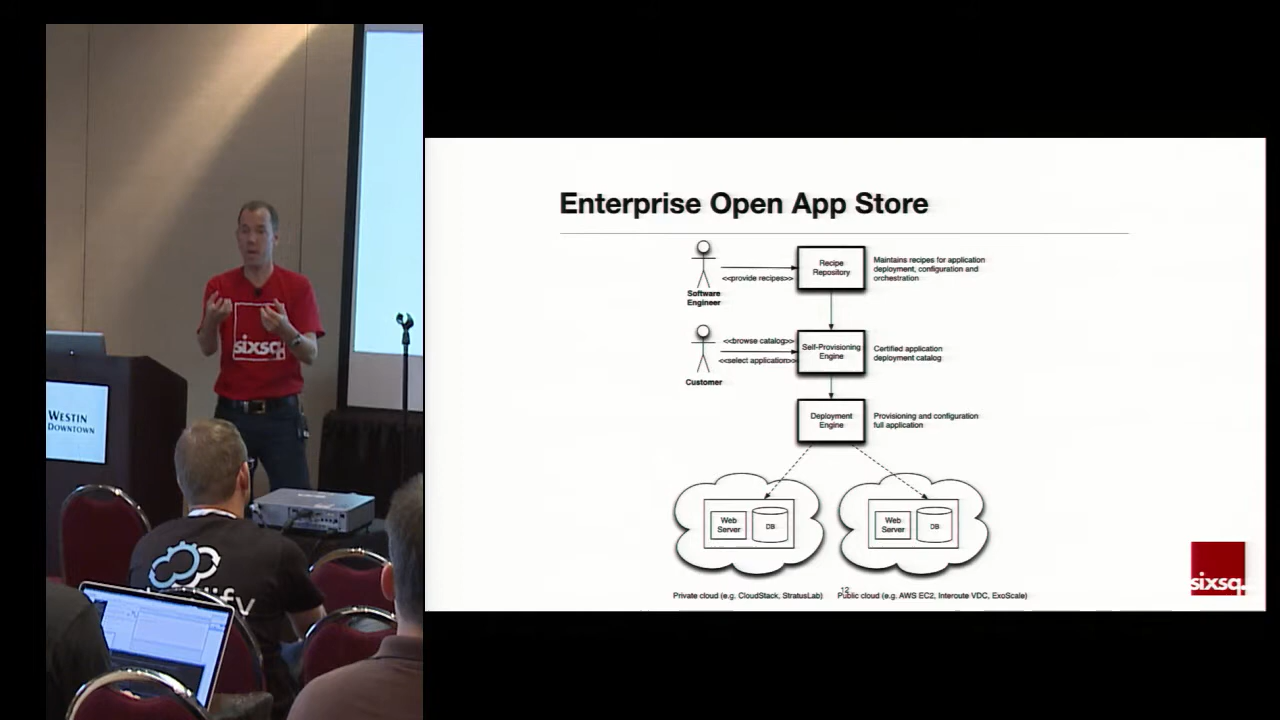 Enterprise Open App Store
Recipe
Repository
Maintains recipes for application
deployment, configuration and
orchestration
<<provide recipes>>
Software
Engineer
<<browse catalog>>
<<select application>>
Customer
Self-Provisioning
Engine
Certified application
deployment catalog
Deployment
Engine
Provisioning and configuration
full application
Web
Server
DB
Web
Server
DB
Private cloud (e.g. CloudStack, StratusLab)
12
Public cloud (e.g. AWS EC2, Interoute VDC, ExoScale)
sixsq.
sixsq.
WESTIN
DOWNTOWN